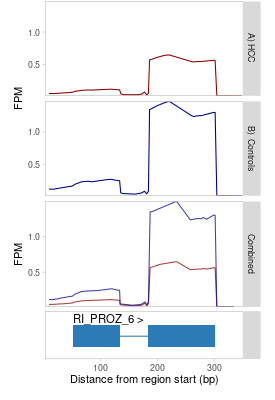 1.0
0.5
FPM
A) HCC
1.0
0.5
B) Controls
1.0
0.5
FPM
Combined
RI_PROZ_6 >
100 200 300
Distance from region start (bp)